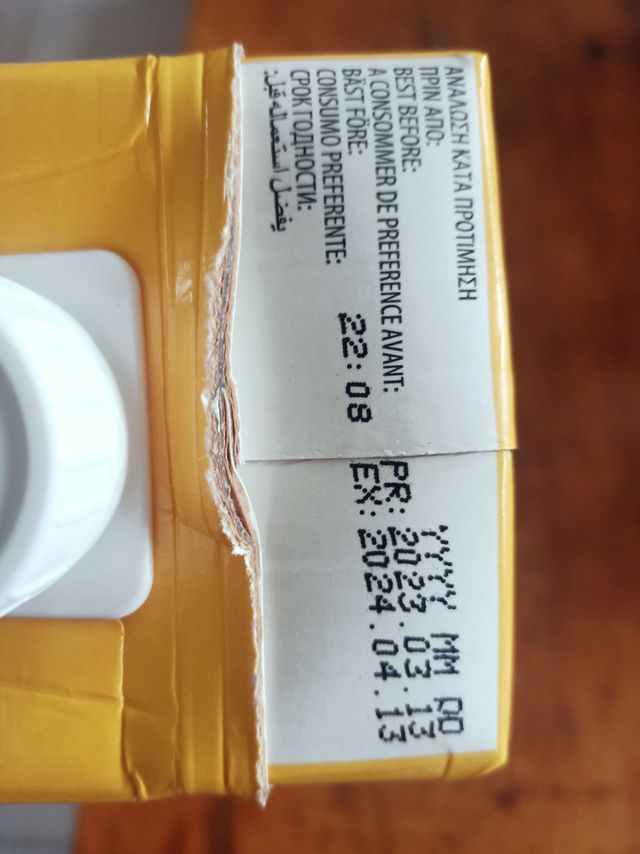 ΑΝΑΛΩΣΗ ΚΑΤΑ ΠΡΟΤΙΜΗΣΗ
ΠΡΙΝ ΑΠΟ:
BEST BEFORE:
A CONSOMMER DE PREFERENCE AVANT:
BÄST FÖRE:
CONSUMO PREFERENTE:
СРОК ГОДНОСТИ:
يفضل استعماله قبل:
YYYY MM DD
PR: 2023.03.13
EX: 2024.04.13
22:08